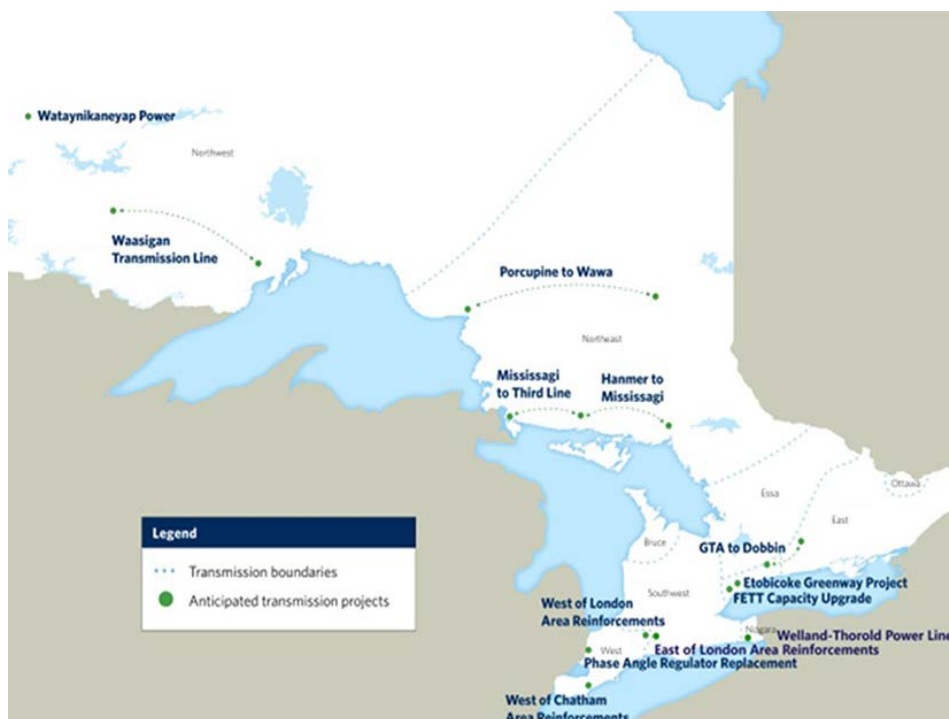 Wataynikaneyap Power
Northwest
Waasigan
Transmission Line
Porcupine to Wawa
Northeast
Mississagi
to Third Line
Hanmer to
Mississagi
Essa
Ottawa
East
Bruce
GTA to Dobbin
Etobicoke Greenway Project
FETT Capacity Upgrade
Southwest
West of London
Area Reinforcements
Niagara
Welland-Thorold Power Line
West
East of London Area Reinforcements
Phase Angle Regulator Replacement
West of Chatham
Area Reinforcements
Legend
Transmission boundaries
Anticipated transmission projects